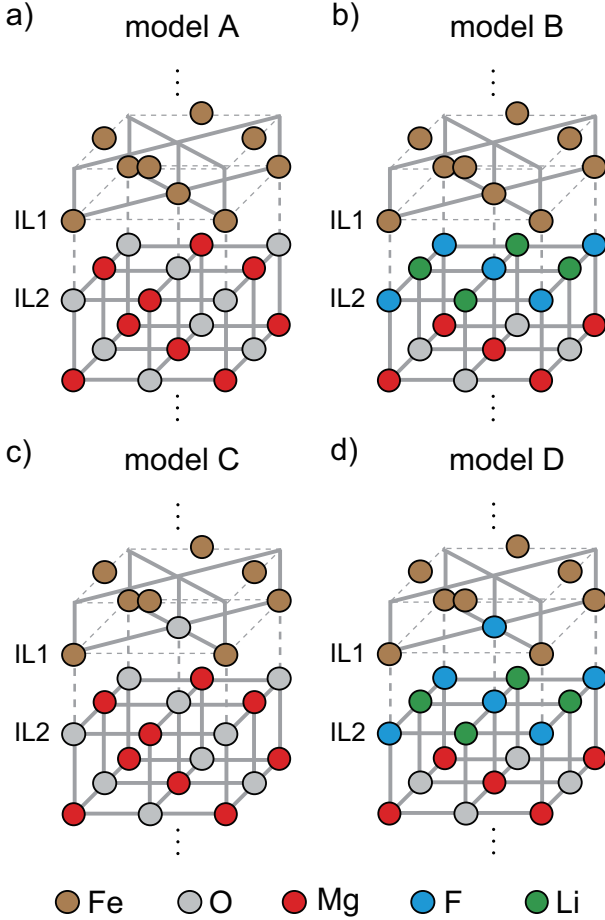 a)
model A
b)
model B
IL1
IL2
IL1
IL2
c)
model C
d)
model D
IL1
IL2
IL1
IL2
Fe
O
Mg
F
Li